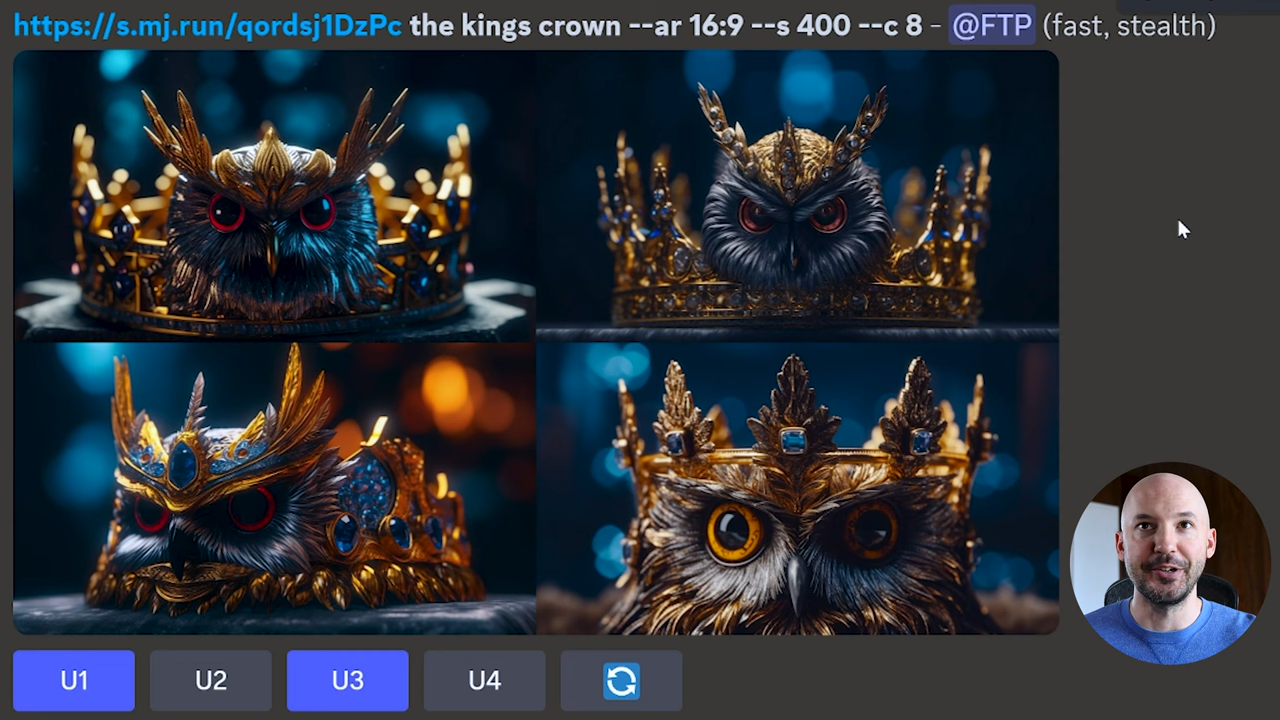 https://s.mj.run/qordsj1DzPc the kings crown --ar 16:9 --s 400 --c 8 - @FTP (fast, stealth)
U1 U2 U3 U4